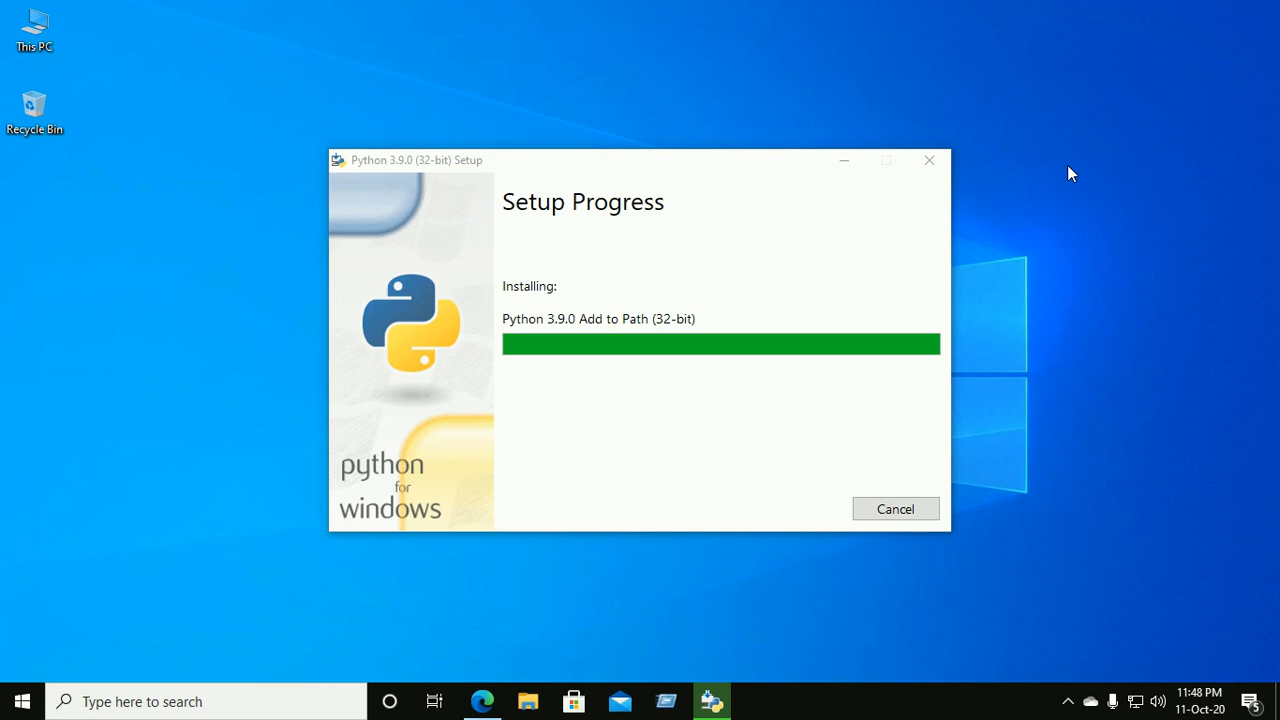 This PC
Recycle Bin
Python 3.9.0 (32-bit) Setup
Setup Progress
Installing:
Python 3.9.0 Add to Path (32-bit)
python
for
windows
Cancel
Type here to search
11:48 PM
11-Oct-20
5